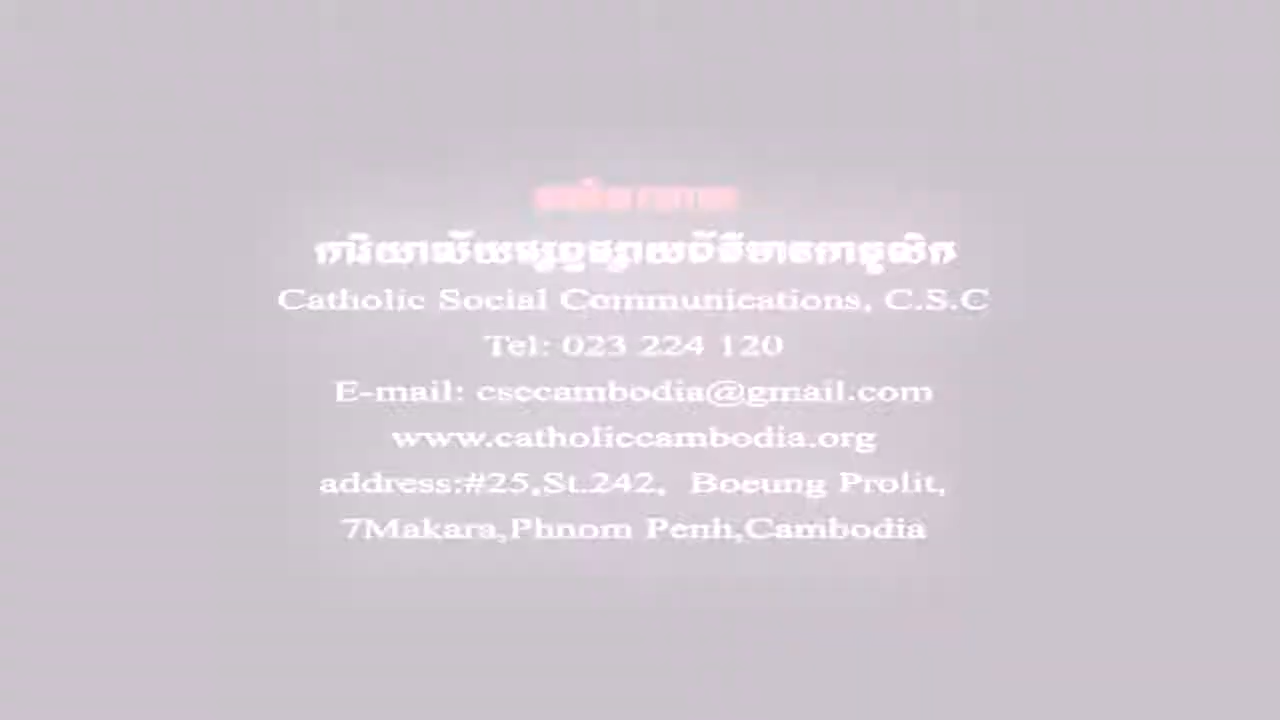 ការិយាល័យផ្សព្វផ្សាយព័ត៌មានកាតូលិក
Catholic Social Communications, C.S.C
Tel: 023 224 120
E-mail: csccambodia@gmail.com
www.catholiccambodia.org
address:#25,St.242, Boeung Prolit,
7Makara,Phnom Penh,Cambodia